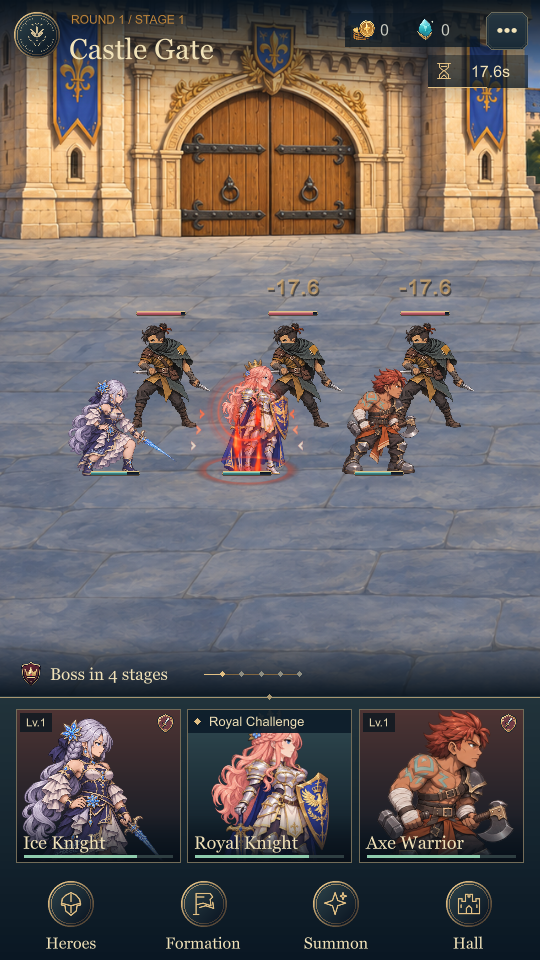 ROUND 1 / STAGE 1
Castle Gate
0
0
17.6s
-17.6
-17.6
Boss in 4 stages
Lv.1
Royal Challenge
Lv.1
Ice Knight
Royal Knight
Axe Warrior
Heroes
Formation
Summon
Hall